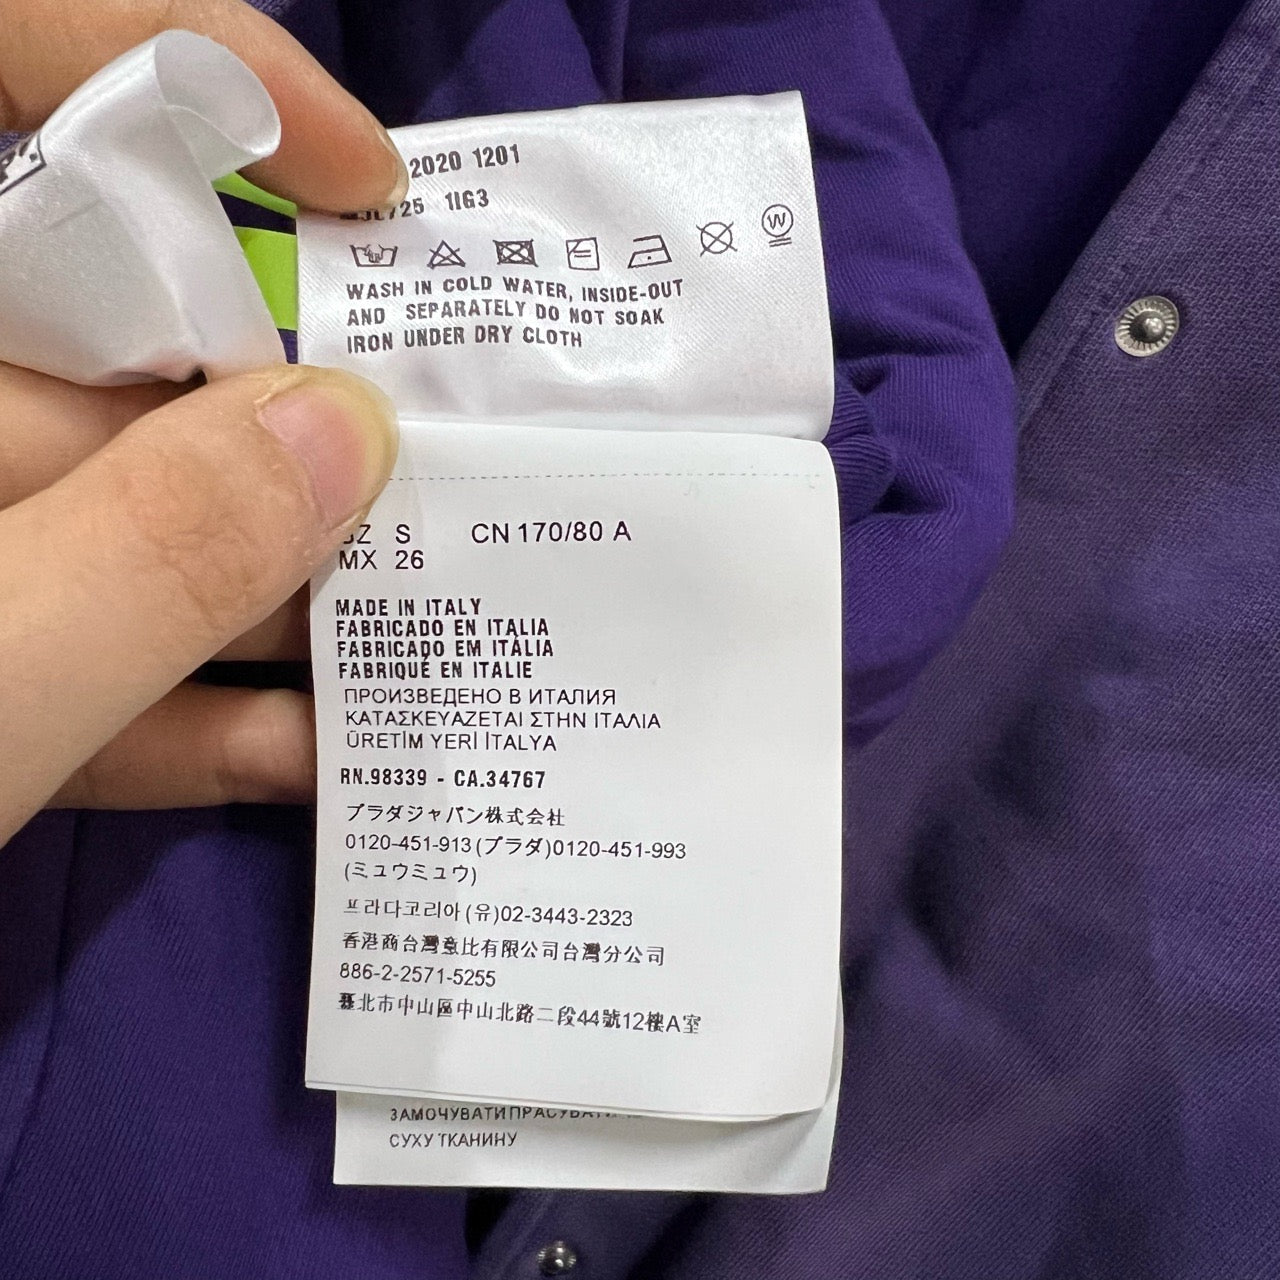 2020 1201
725 1IG3
W
WASH IN COLD WATER, INSIDE-OUT
AND SEPARATELY DO NOT SOAK
IRON UNDER DRY CLOTH
S CN 170/80 A
MX 26
MADE IN ITALY
FABRICADO EN ITALIA
FABRICADO EM ITÁLIA
FABRIQUÉ EN ITALIE
ПРОИЗВЕДЕНО В ИТАЛИЯ
ΚΑΤΑΣΚΕΥΑΖΕΤΑΙ ΣΤΗΝ ΙΤΑΛΙΑ
ÜRETİM YERİ İTALYA
RN.98339 - CA.34767
プラダジャパン株式会社
0120-451-913(プラダ)0120-451-993
(ミュウミュウ)
프라다코리아(유)02-3443-2323
香港商台灣意比有限公司台灣分公司
886-2-2571-5255
臺北市中山區中山北路二段44號12樓A室
ЗАМОЧУВАТИ ПРАСУВАТИ
СУХУ ТКАНИНУ